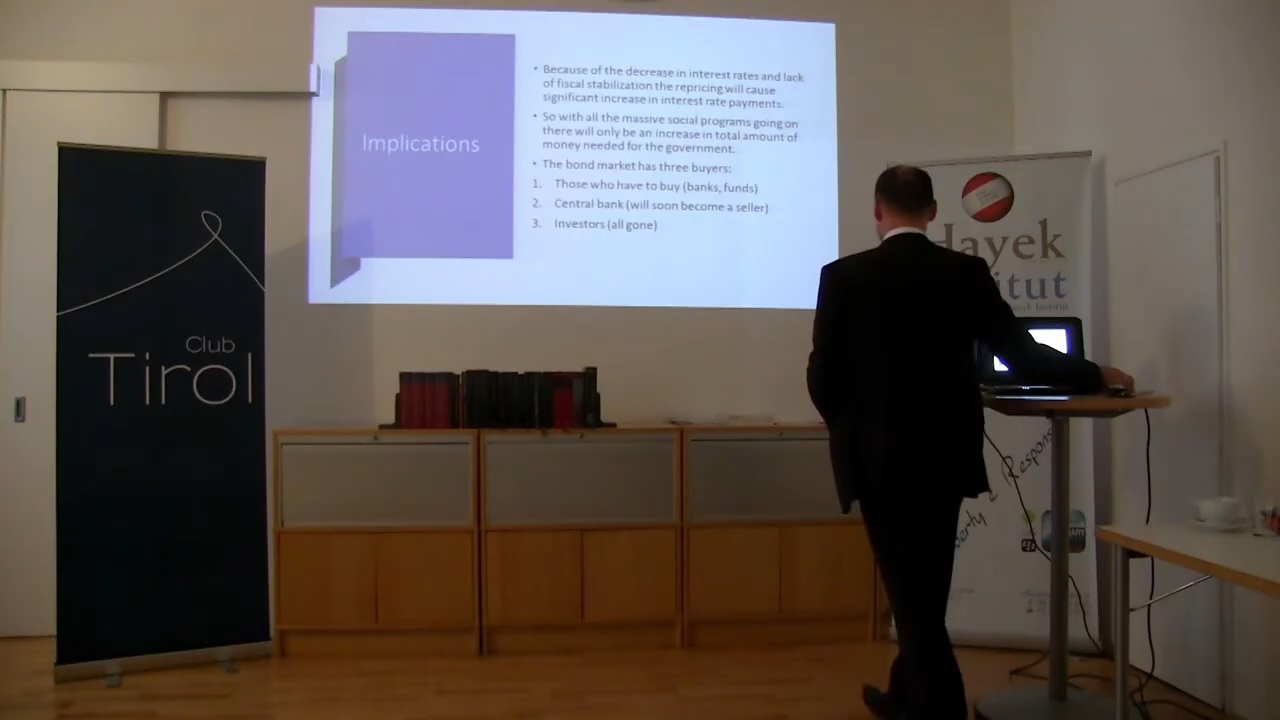 Implications
• Because of the decrease in interest rates and lack
of fiscal stabilization the repricing will cause
significant increase in interest rate payments.
• So with all the massive social programs going on
there will only be an increase in total amount of
money needed for the government.
• The bond market has three buyers:
1. Those who have to buy (banks, funds)
2. Central bank (will soon become a seller)
3. Investors (all gone)
Club
Tirol
Hayek
itut